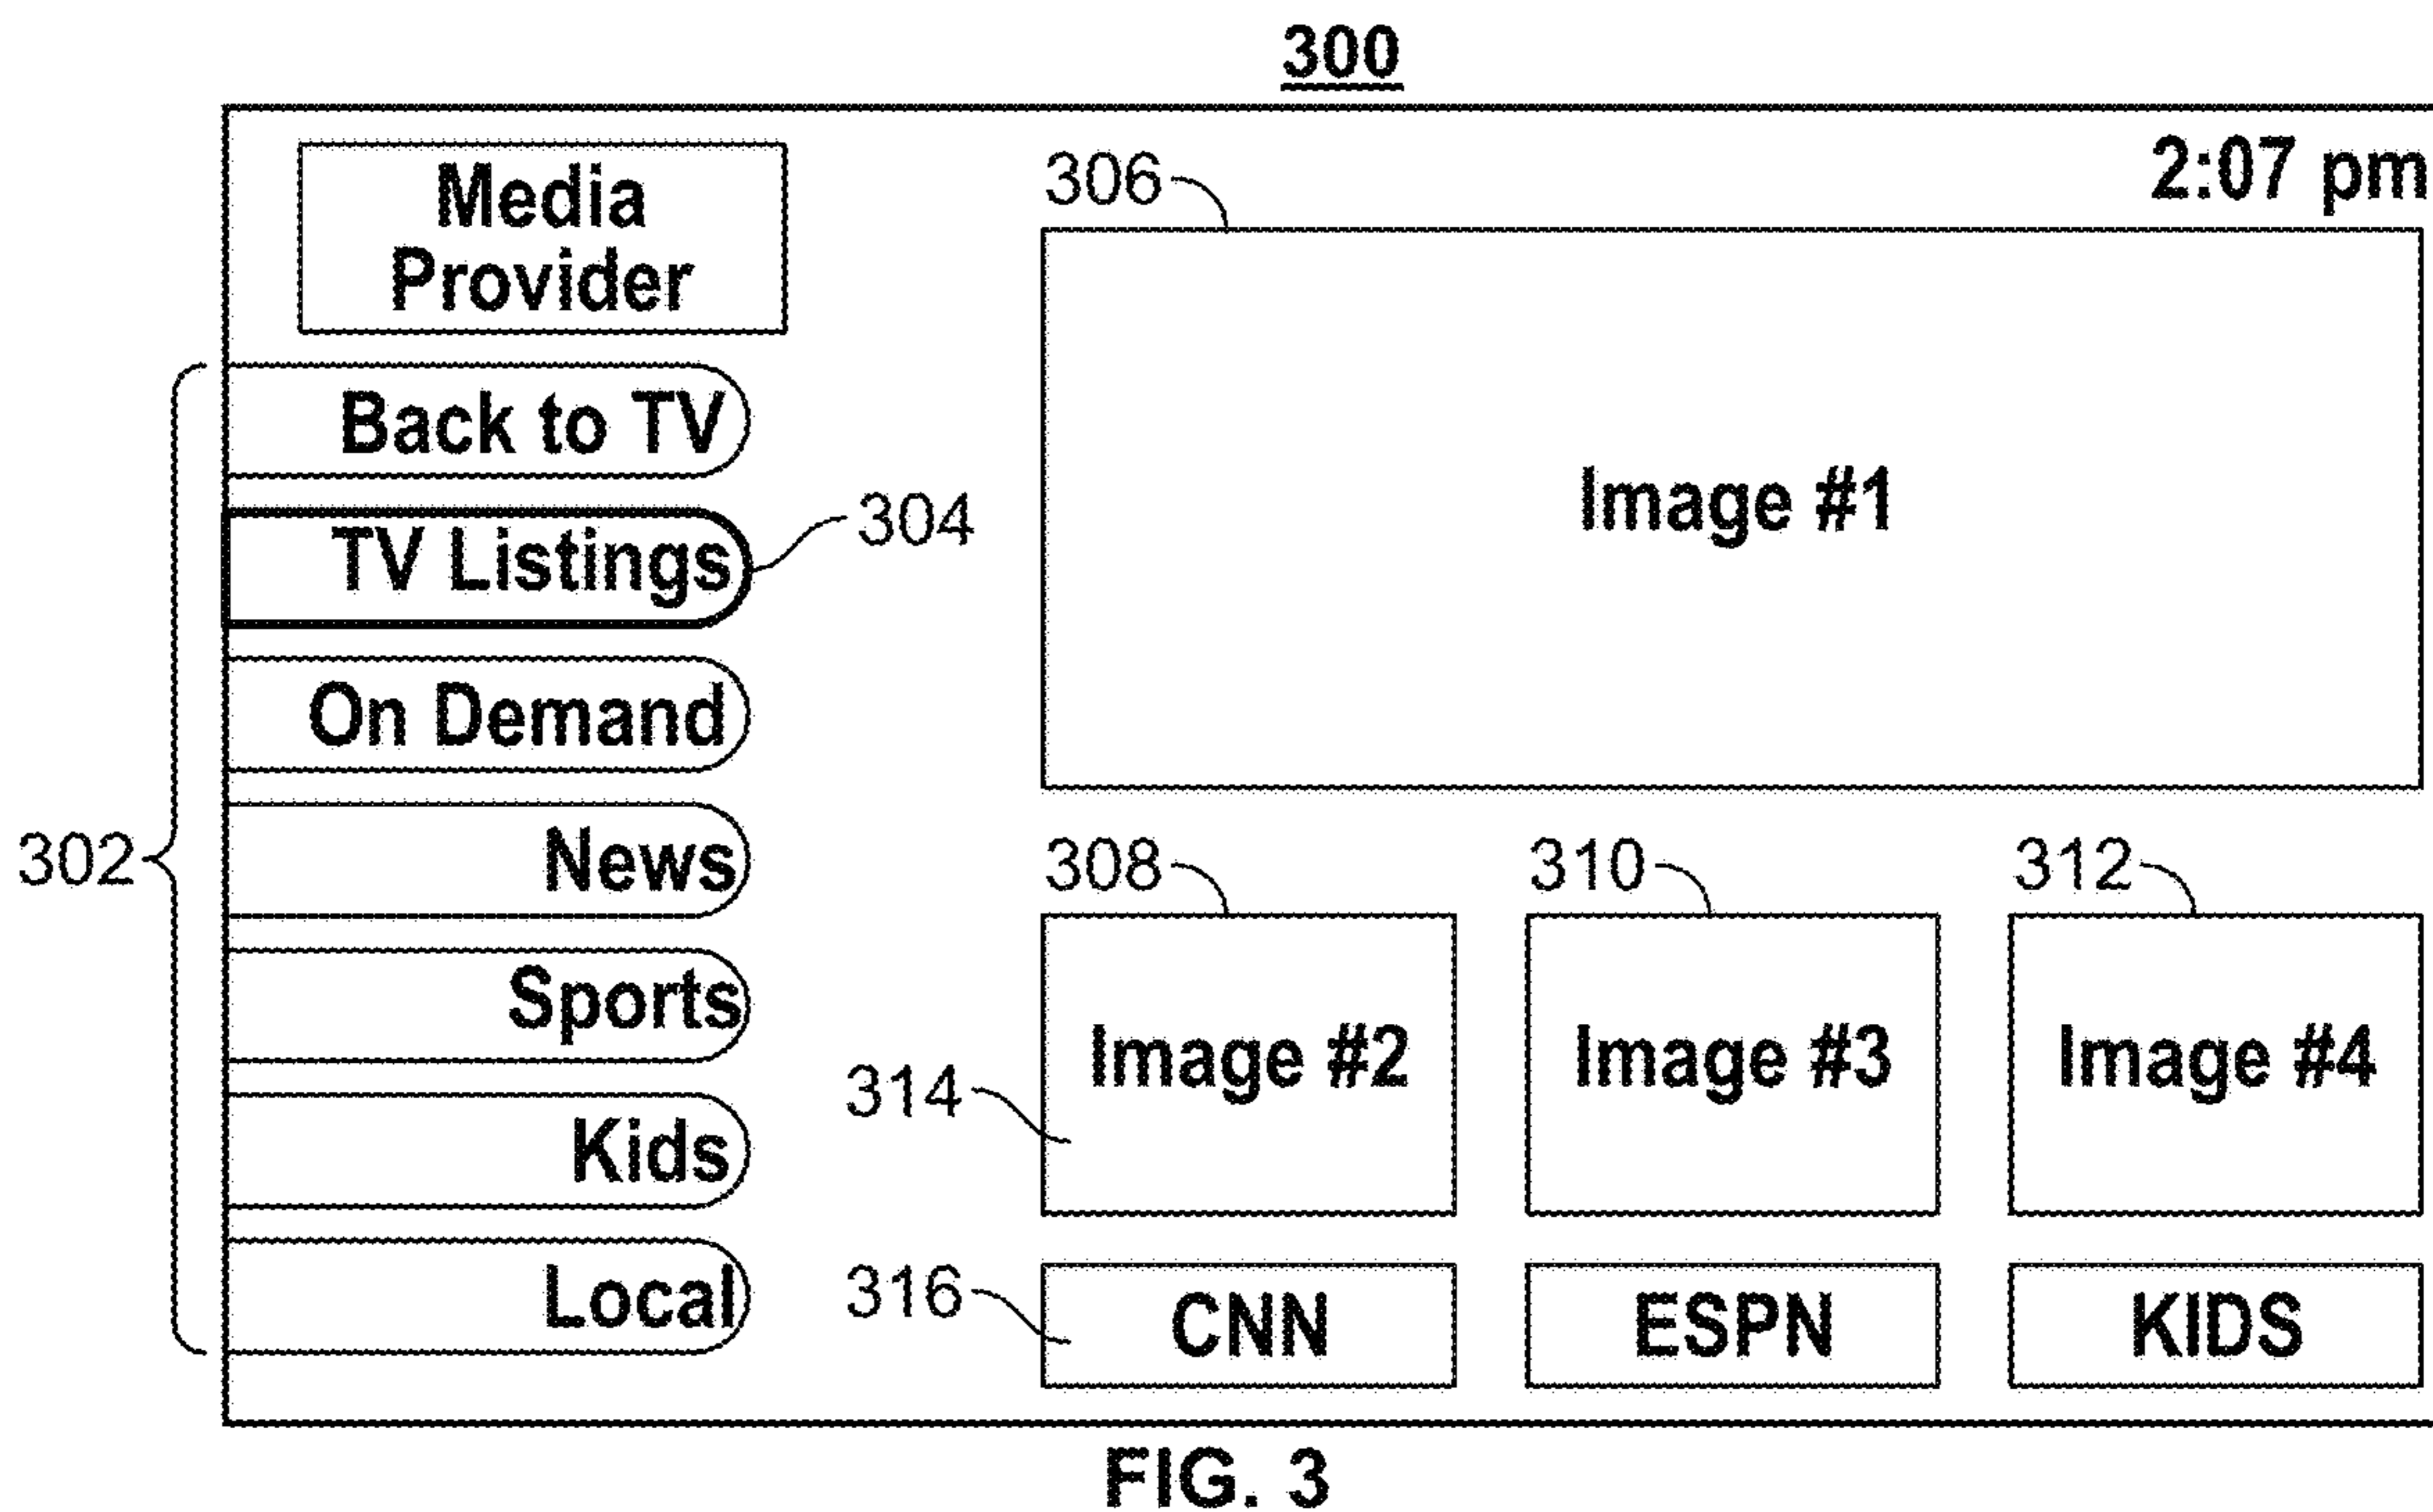 300
2:07 pm
Media
Provider
306
Back to TV
Image #1
TV Listings
304
On Demand
302
News
308
310
312
Sports
Image #2
Image #3
Image #4
314
Kids
Local
316
CNN
ESPN
KIDS
FIG. 3